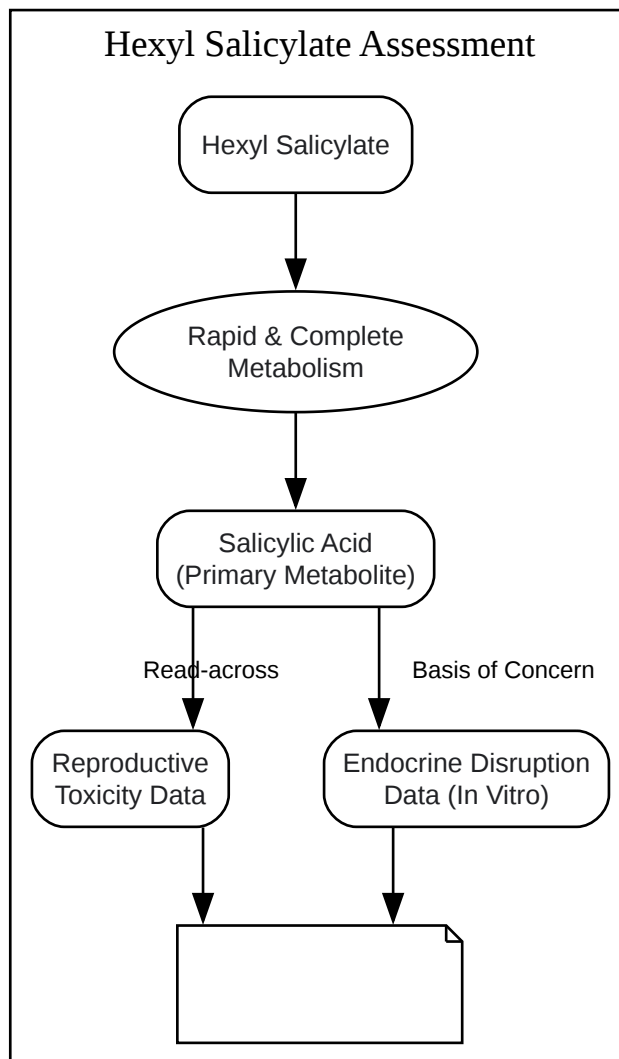 Hexyl Salicylate Assessment
Hexyl Salicylate
Rapid & Complete
Metabolism
Salicylic Acid
(Primary Metabolite)
Read-across
Basis of Concern
Reproductive
Toxicity Data
Endocrine Disruption
Data (In Vitro)